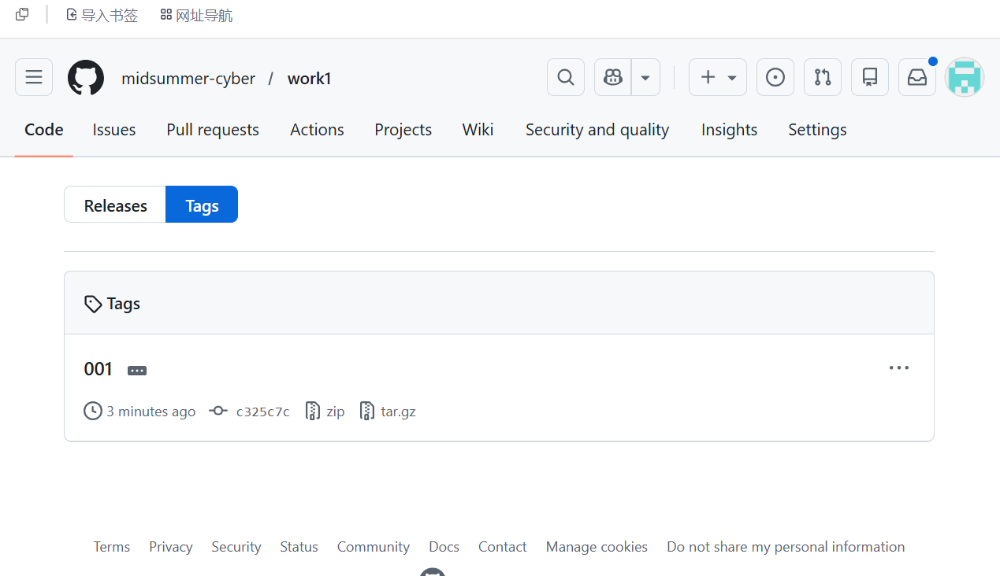 导入书签 网址导航
midsummer-cyber / work1
Code Issues Pull requests Actions Projects Wiki Security and quality Insights Settings
Releases Tags
Tags
001
3 minutes ago c325c7c zip tar.gz
Terms Privacy Security Status Community Docs Contact Manage cookies Do not share my personal information